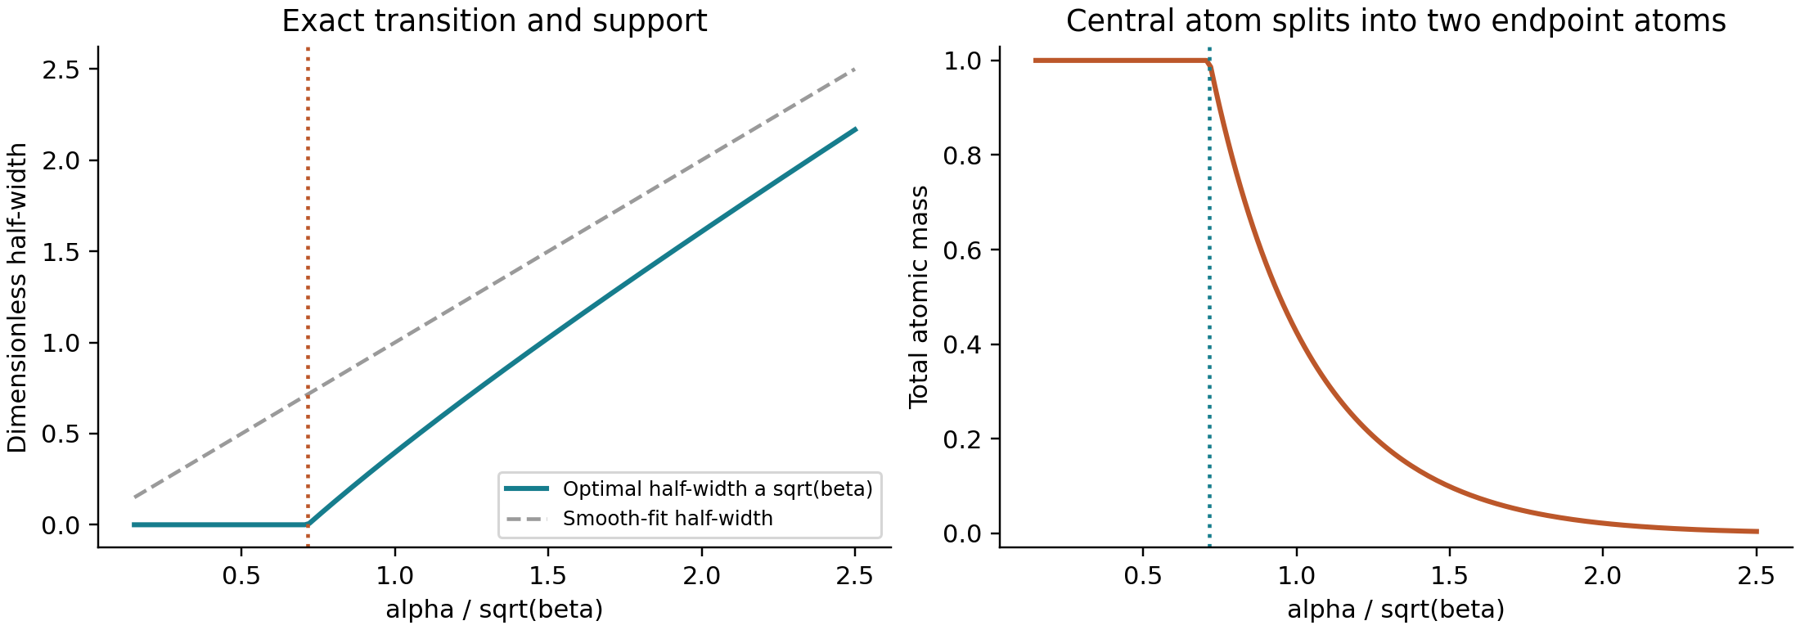 Exact transition and support
Dimensionless half-width
2.5
2.0
1.5
1.0
0.5
0.0
Optimal half-width a sqrt(beta)
Smooth-fit half-width
0.5 1.0 1.5 2.0 2.5
alpha / sqrt(beta)
Central atom splits into two endpoint atoms
Total atomic mass
1.0
0.8
0.6
0.4
0.2
0.0
0.5 1.0 1.5 2.0 2.5
alpha / sqrt(beta)